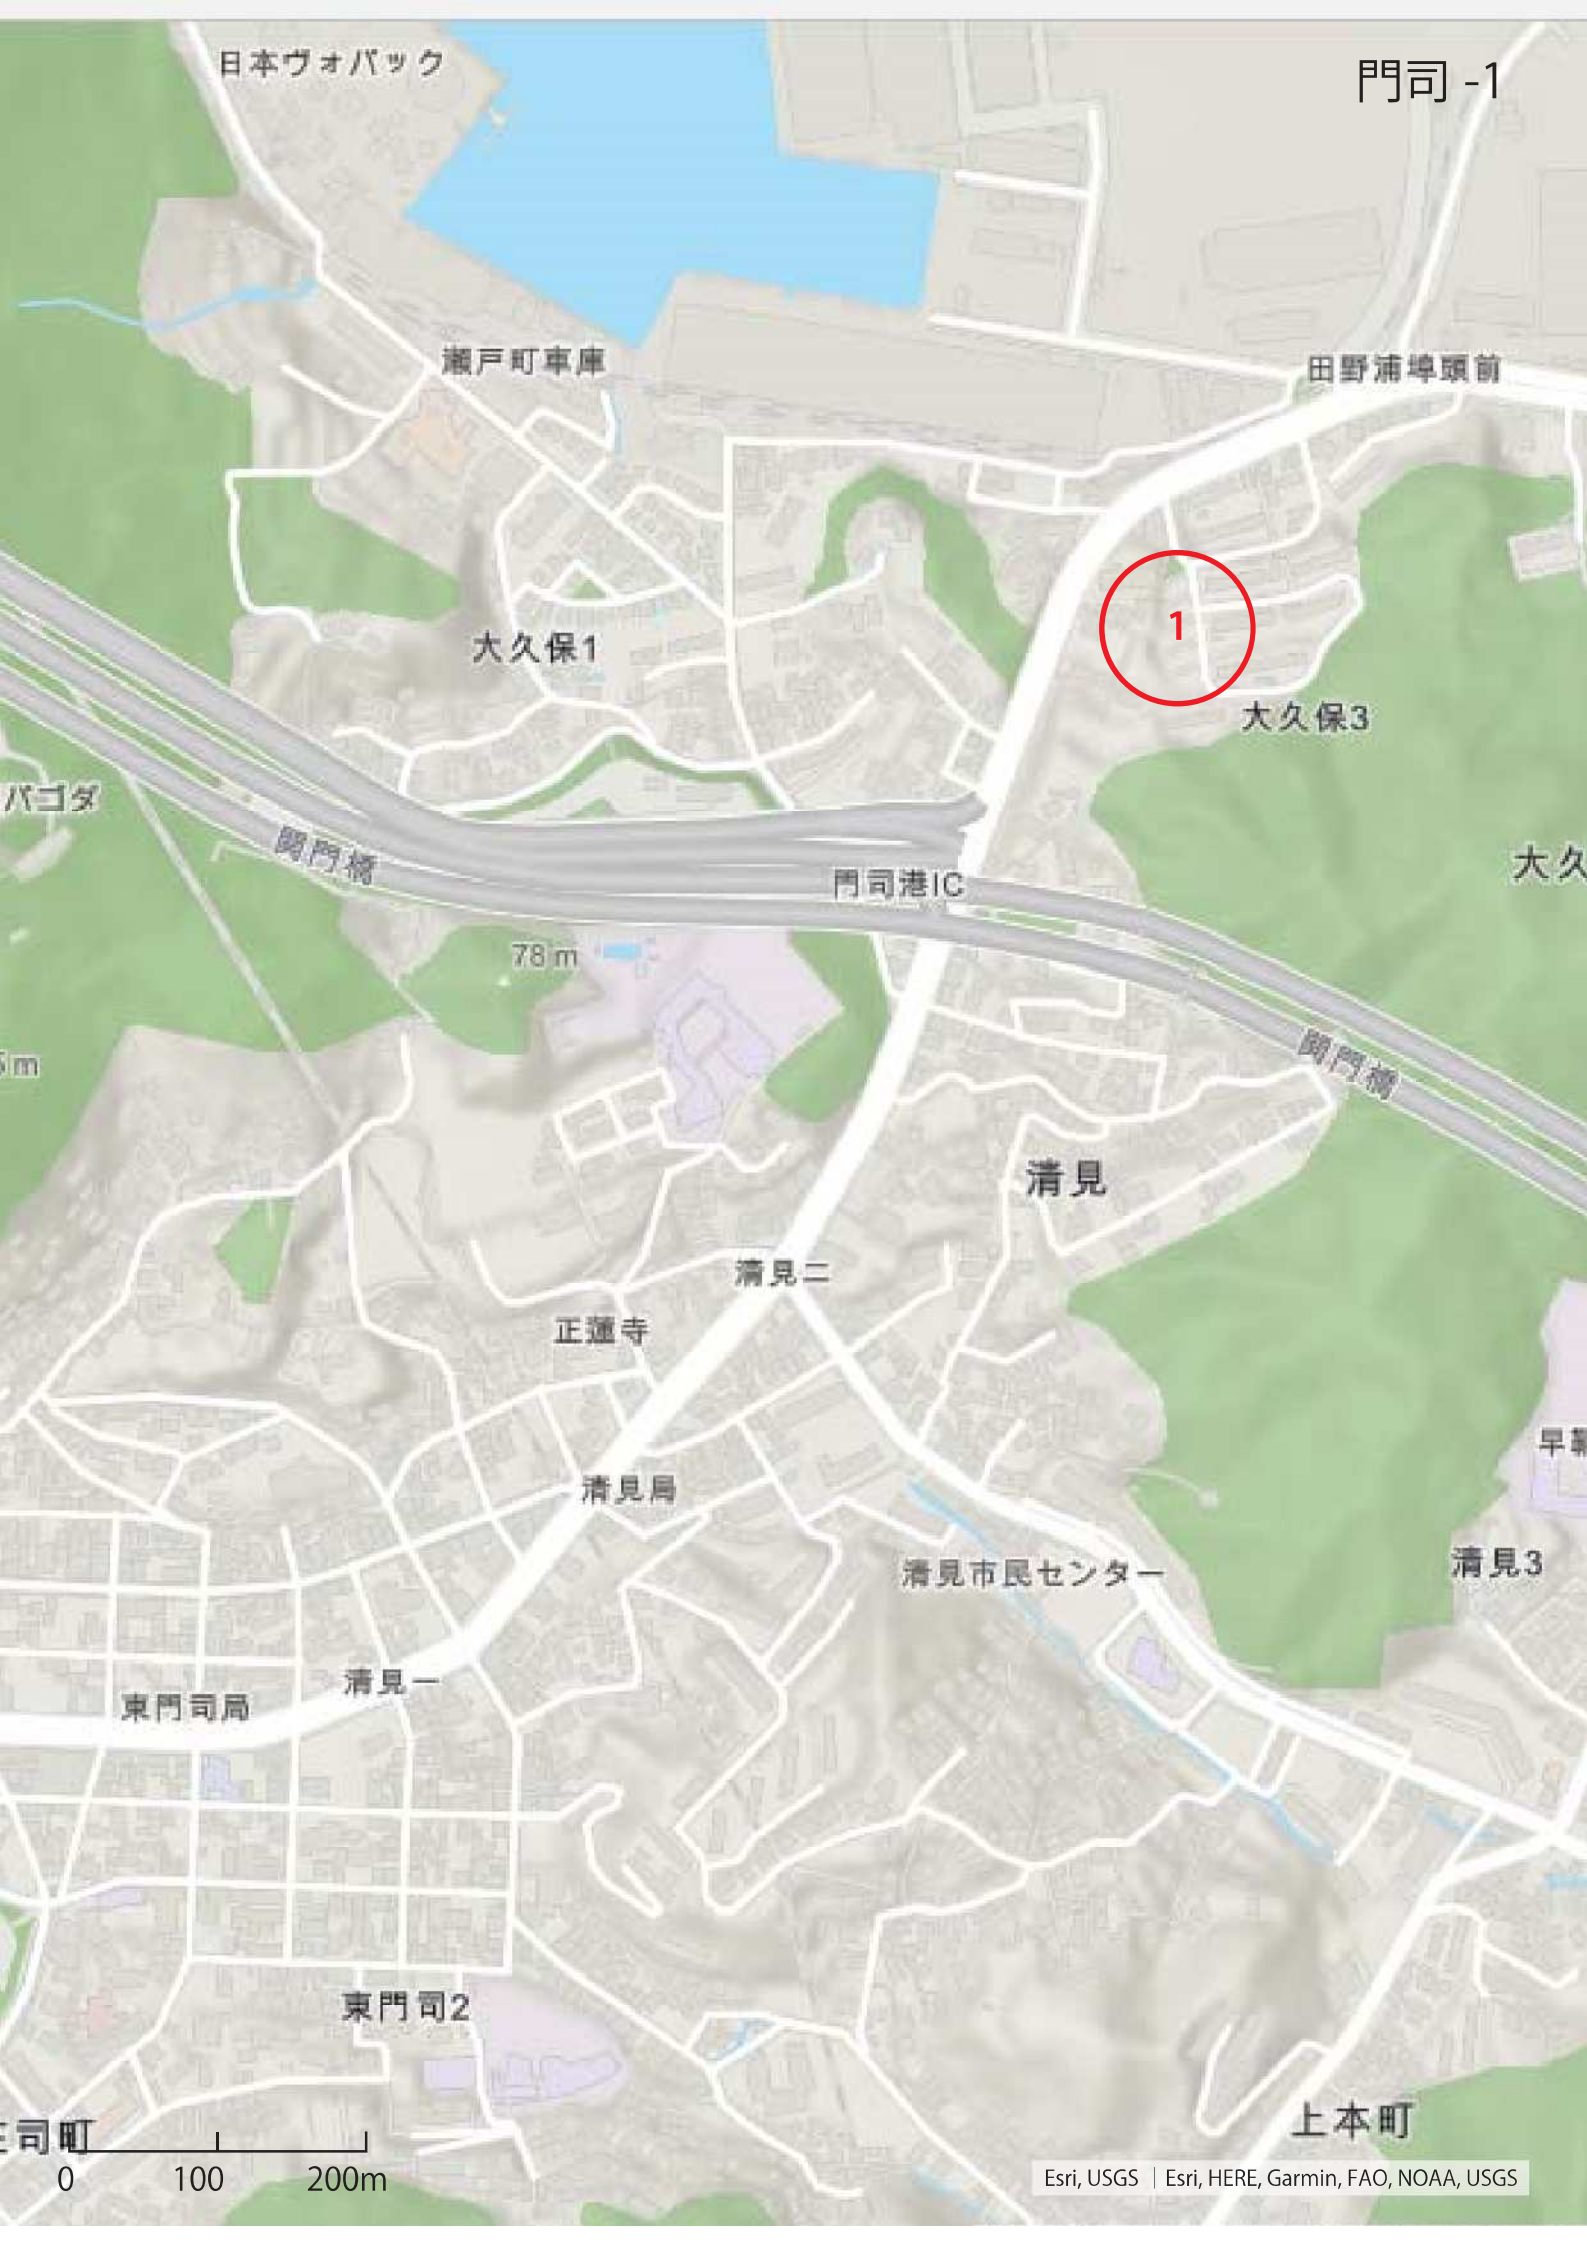 日本ヴォパック
門司 -1
瀬戸町車庫
田野浦埠頭前
1
大久保1
大久保3
パゴダ
関門橋
門司港IC
大久
78 m
関門橋
清見
清見二
正蓮寺
早鞆
清見局
清見市民センター
清見3
清見一
東門司局
東門司2
上本町
司町
0 100 200m
Esri, USGS | Esri, HERE, Garmin, FAO, NOAA, USGS